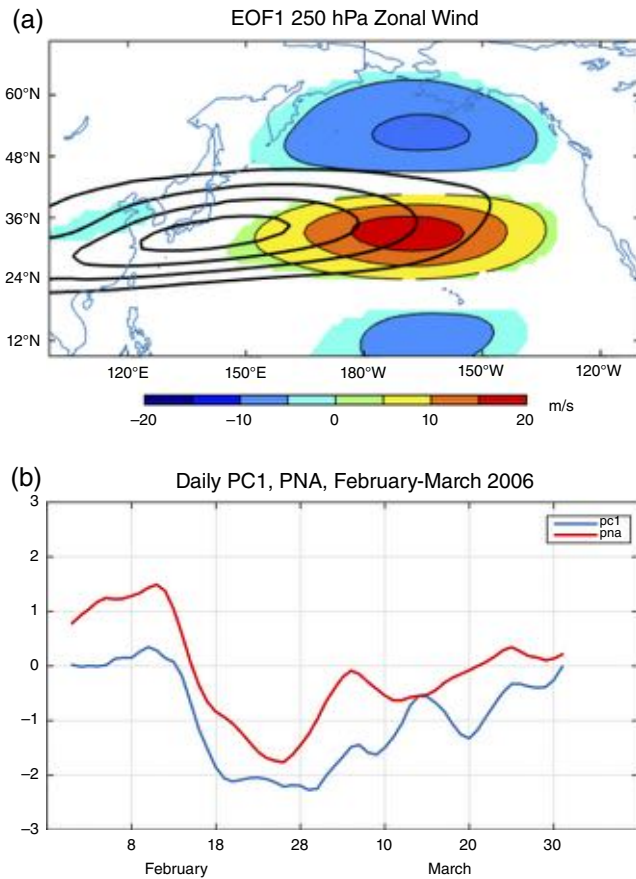 (a)
EOF1 250 hPa Zonal Wind
60°N
48°N
36°N
24°N
12°N
120°E 150°E 180°W 150°W 120°W
−20 −10 0 10 20 m/s
(b)
Daily PC1, PNA, February-March 2006
3
2
1
0
−1
−2
−3
pc1
pna
8 18 28 10 20 30
February March